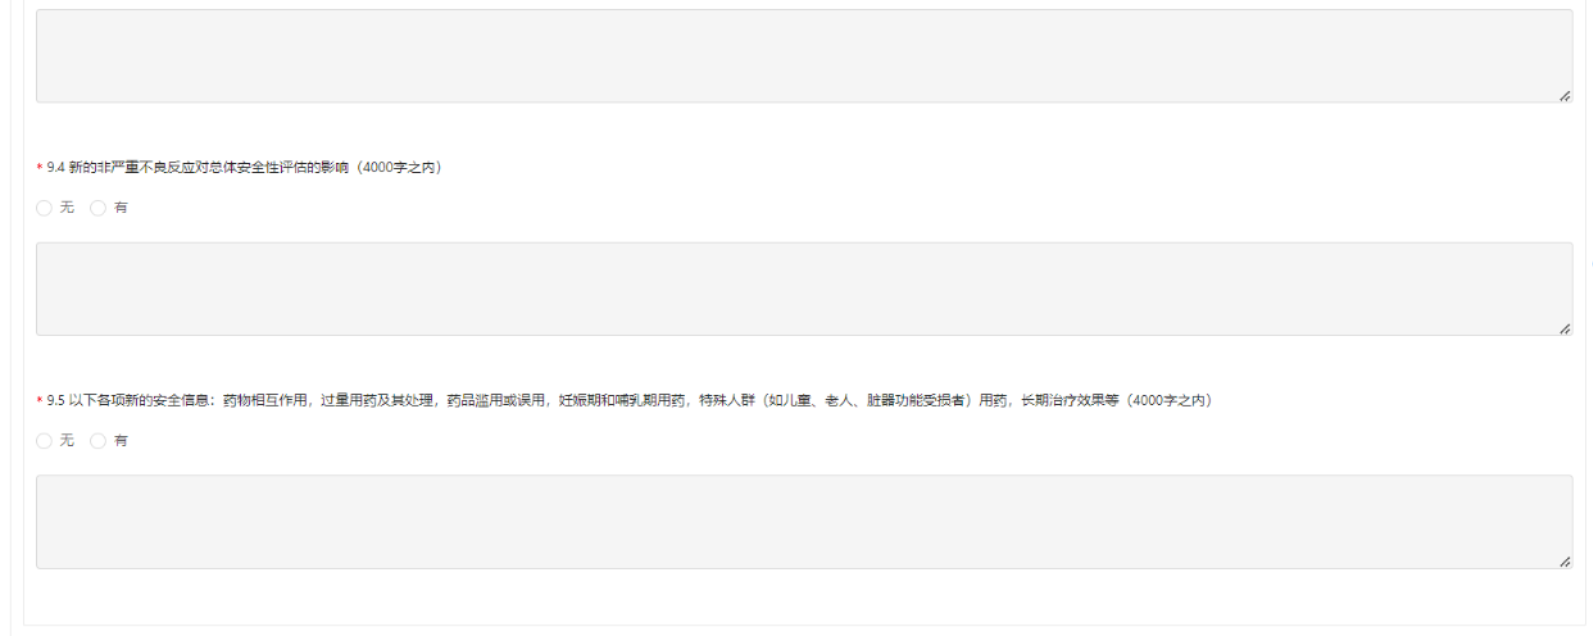 * 9.4 新的非严重不良反应对总体安全性评估的影响（4000字之内）
无 有
* 9.5 以下各项新的安全信息：药物相互作用，过量用药及其处理，药品滥用或误用，妊娠期和哺乳期用药，特殊人群（如儿童、老人、脏器功能受损者）用药，长期治疗效果等（4000字之内）
无 有